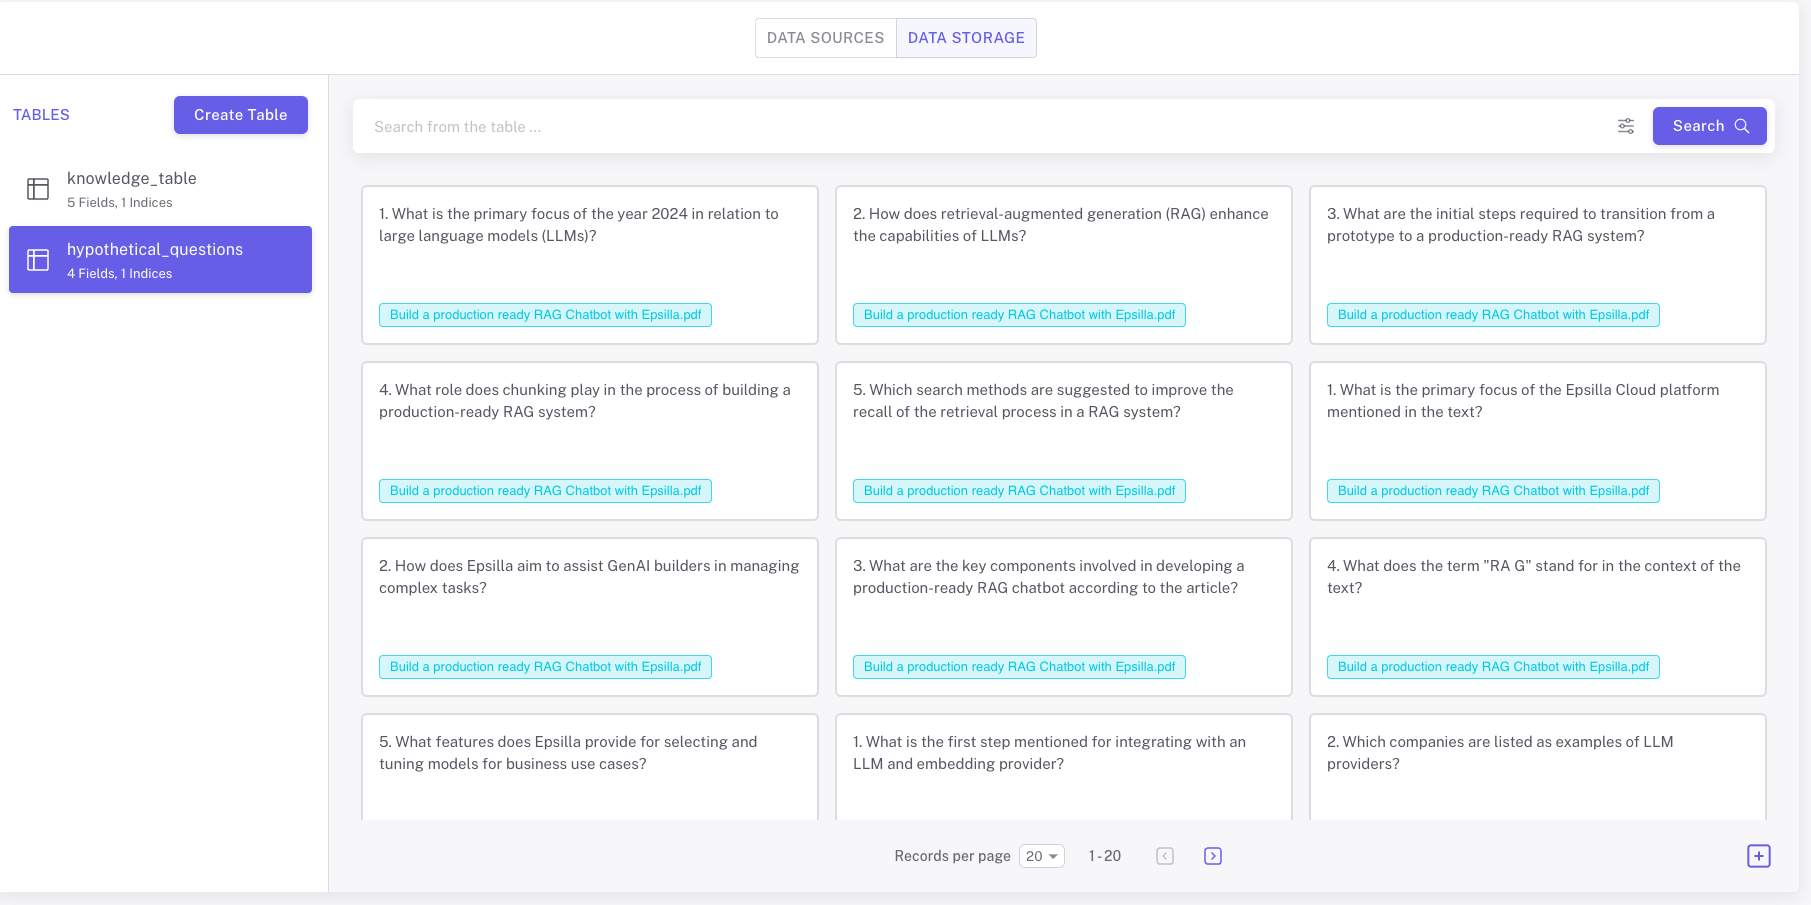 DATA SOURCES
DATA STORAGE
TABLES
Create Table
knowledge_table
5 Fields, 1 Indices
hypothetical_questions
4 Fields, 1 Indices
Search from the table ...
Search
1. What is the primary focus of the year 2024 in relation to
large language models (LLMs)?
Build a production ready RAG Chatbot with Epsilla.pdf
2. How does retrieval-augmented generation (RAG) enhance
the capabilities of LLMs?
Build a production ready RAG Chatbot with Epsilla.pdf
3. What are the initial steps required to transition from a
prototype to a production-ready RAG system?
Build a production ready RAG Chatbot with Epsilla.pdf
4. What role does chunking play in the process of building a
production-ready RAG system?
Build a production ready RAG Chatbot with Epsilla.pdf
5. Which search methods are suggested to improve the
recall of the retrieval process in a RAG system?
Build a production ready RAG Chatbot with Epsilla.pdf
1. What is the primary focus of the Epsilla Cloud platform
mentioned in the text?
Build a production ready RAG Chatbot with Epsilla.pdf
2. How does Epsilla aim to assist GenAI builders in managing
complex tasks?
Build a production ready RAG Chatbot with Epsilla.pdf
3. What are the key components involved in developing a
production-ready RAG chatbot according to the article?
Build a production ready RAG Chatbot with Epsilla.pdf
4. What does the term "RA G" stand for in the context of the
text?
Build a production ready RAG Chatbot with Epsilla.pdf
5. What features does Epsilla provide for selecting and
tuning models for business use cases?
1. What is the first step mentioned for integrating with an
LLM and embedding provider?
2. Which companies are listed as examples of LLM
providers?
Records per page 20 1 - 20